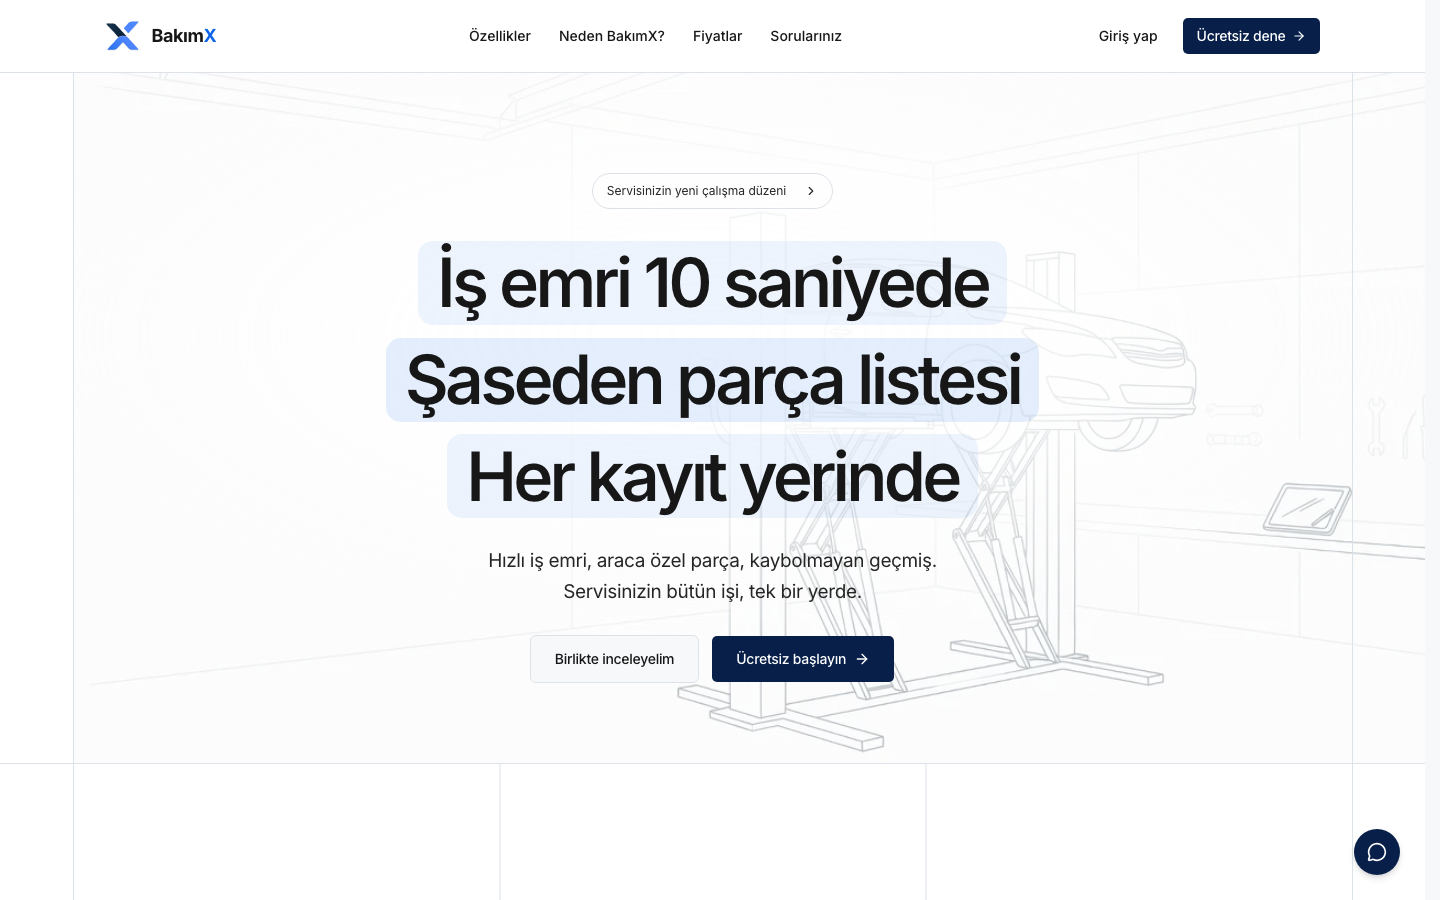 BakımX
Özellikler
Neden BakımX?
Fiyatlar
Sorularınız
Giriş yap
Ücretsiz dene
Servisinizin yeni çalışma düzeni
İş emri 10 saniyede
Şaseden parça listesi
Her kayıt yerinde
Hızlı iş emri, araca özel parça, kaybolmayan geçmiş.
Servisinizin bütün işi, tek bir yerde.
Birlikte inceleyelim
Ücretsiz başlayın